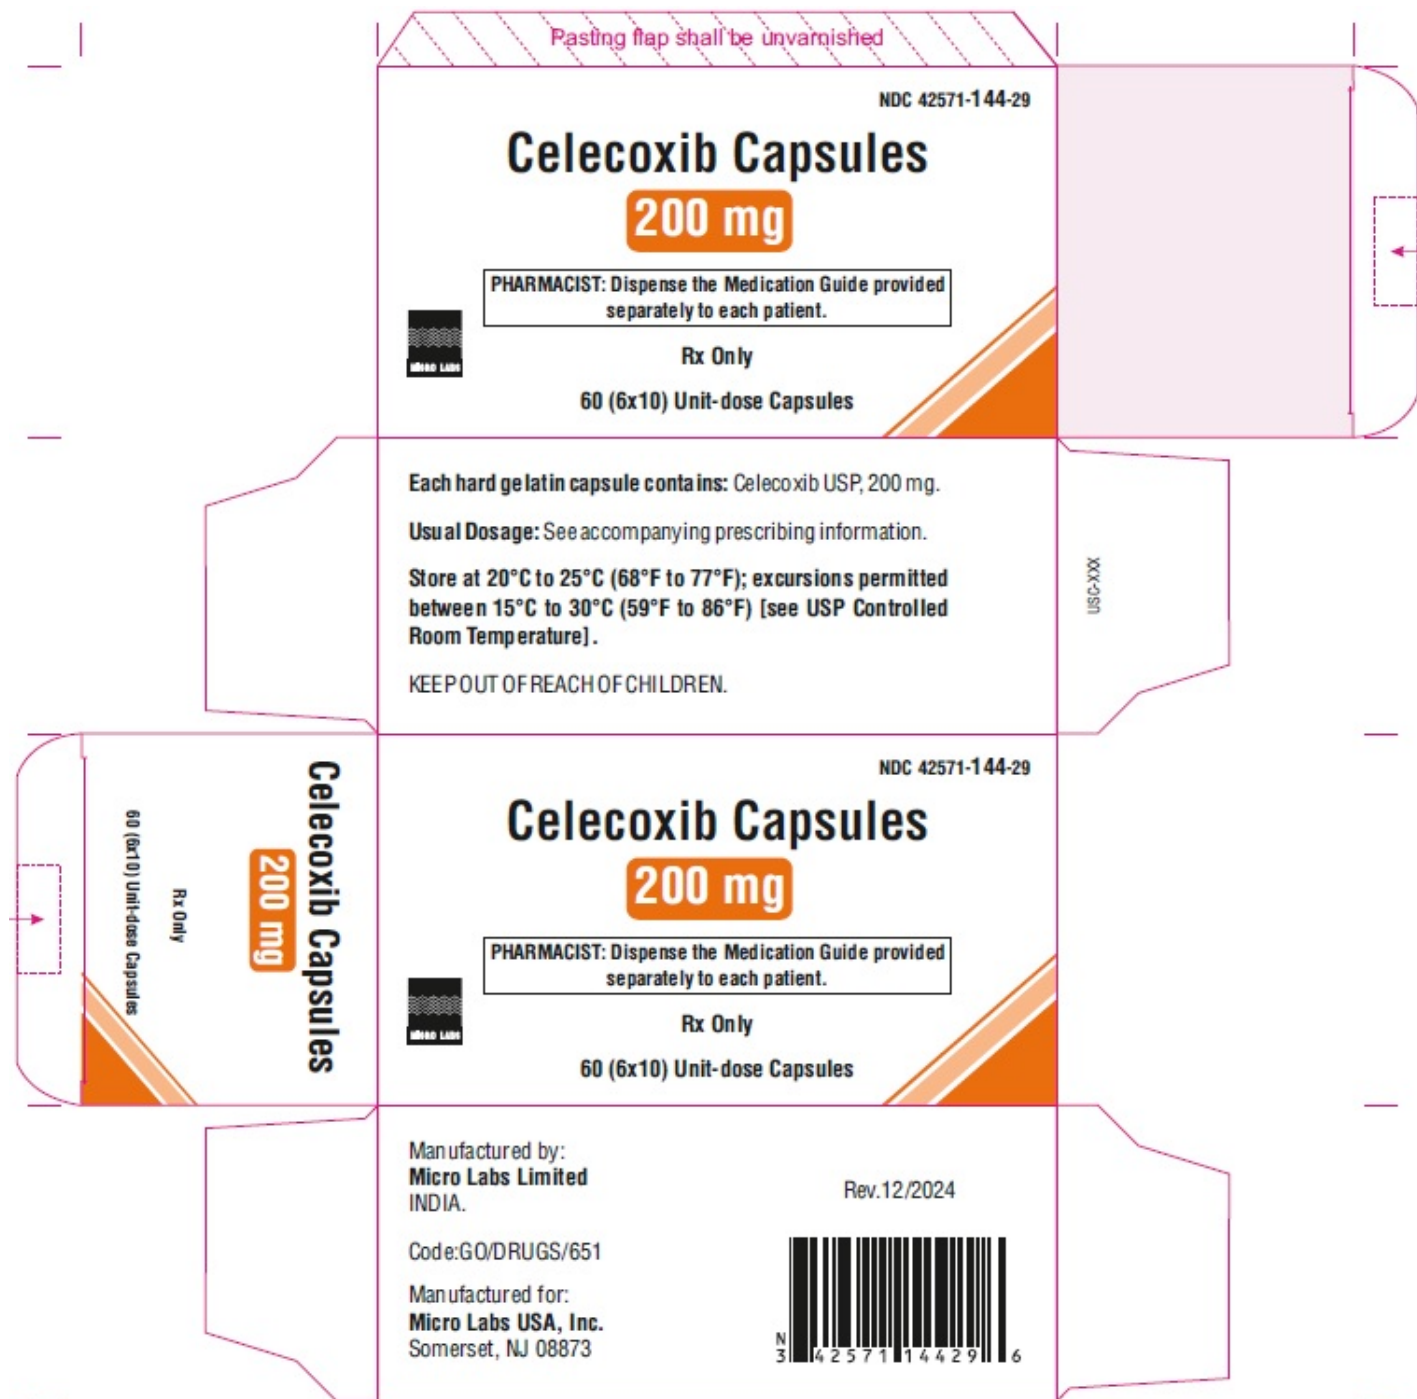 Pasting flap shall be unvarnished
NDC 42571-144-29
Celecoxib Capsules
200 mg
PHARMACIST: Dispense the Medication Guide provided
separately to each patient.
MICRO LABS
Rx Only
60 (6x10) Unit-dose Capsules
Each hard gelatin capsule contains: Celecoxib USP, 200 mg.
Usual Dosage: See accompanying prescribing information.
Store at 20°C to 25°C (68°F to 77°F); excursions permitted
between 15°C to 30°C (59°F to 86°F) [see USP Controlled
Room Temperature].
KEEP OUT OF REACH OF CHILDREN.
USC-XXX
Celecoxib Capsules
200 mg
Rx Only
60 (6x10) Unit-dose Capsules
NDC 42571-144-29
Celecoxib Capsules
200 mg
PHARMACIST: Dispense the Medication Guide provided
separately to each patient.
MICRO LABS
Rx Only
60 (6x10) Unit-dose Capsules
Manufactured by:
Micro Labs Limited
INDIA.
Code:GO/DRUGS/651
Manufactured for:
Micro Labs USA, Inc.
Somerset, NJ 08873
Rev.12/2024
N
3 42571 14429 6